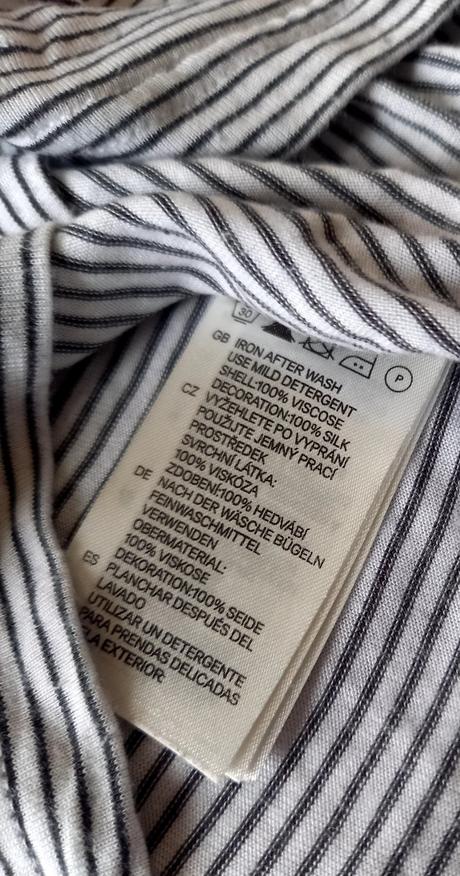 30
P
GB IRON AFTER WASH
USE MILD DETERGENT
SHELL:100% VISCOSE
DECORATION:100% SILK
CZ VYŽEHLETE PO VYPRÁNÍ
POUŽIJTE JEMNÝ PRACÍ
PROSTŘEDEK
SVRCHNÍ LÁTKA:
100% VISKÓZA
ZDOBENÍ:100% HEDVÁBÍ
DE NACH DER WÄSCHE BÜGELN
FEINWASCHMITTEL
VERWENDEN
OBERMATERIAL:
100% VISKOSE
DEKORATION:100% SEIDE
ES PLANCHAR DESPUÉS DEL
LAVADO
UTILIZAR UN DETERGENTE
PARA PRENDAS DELICADAS
TELA EXTERIOR: